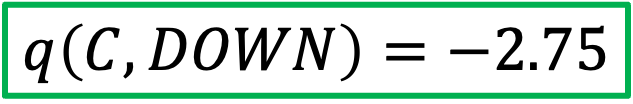 q(C, DOWN) = −2.75